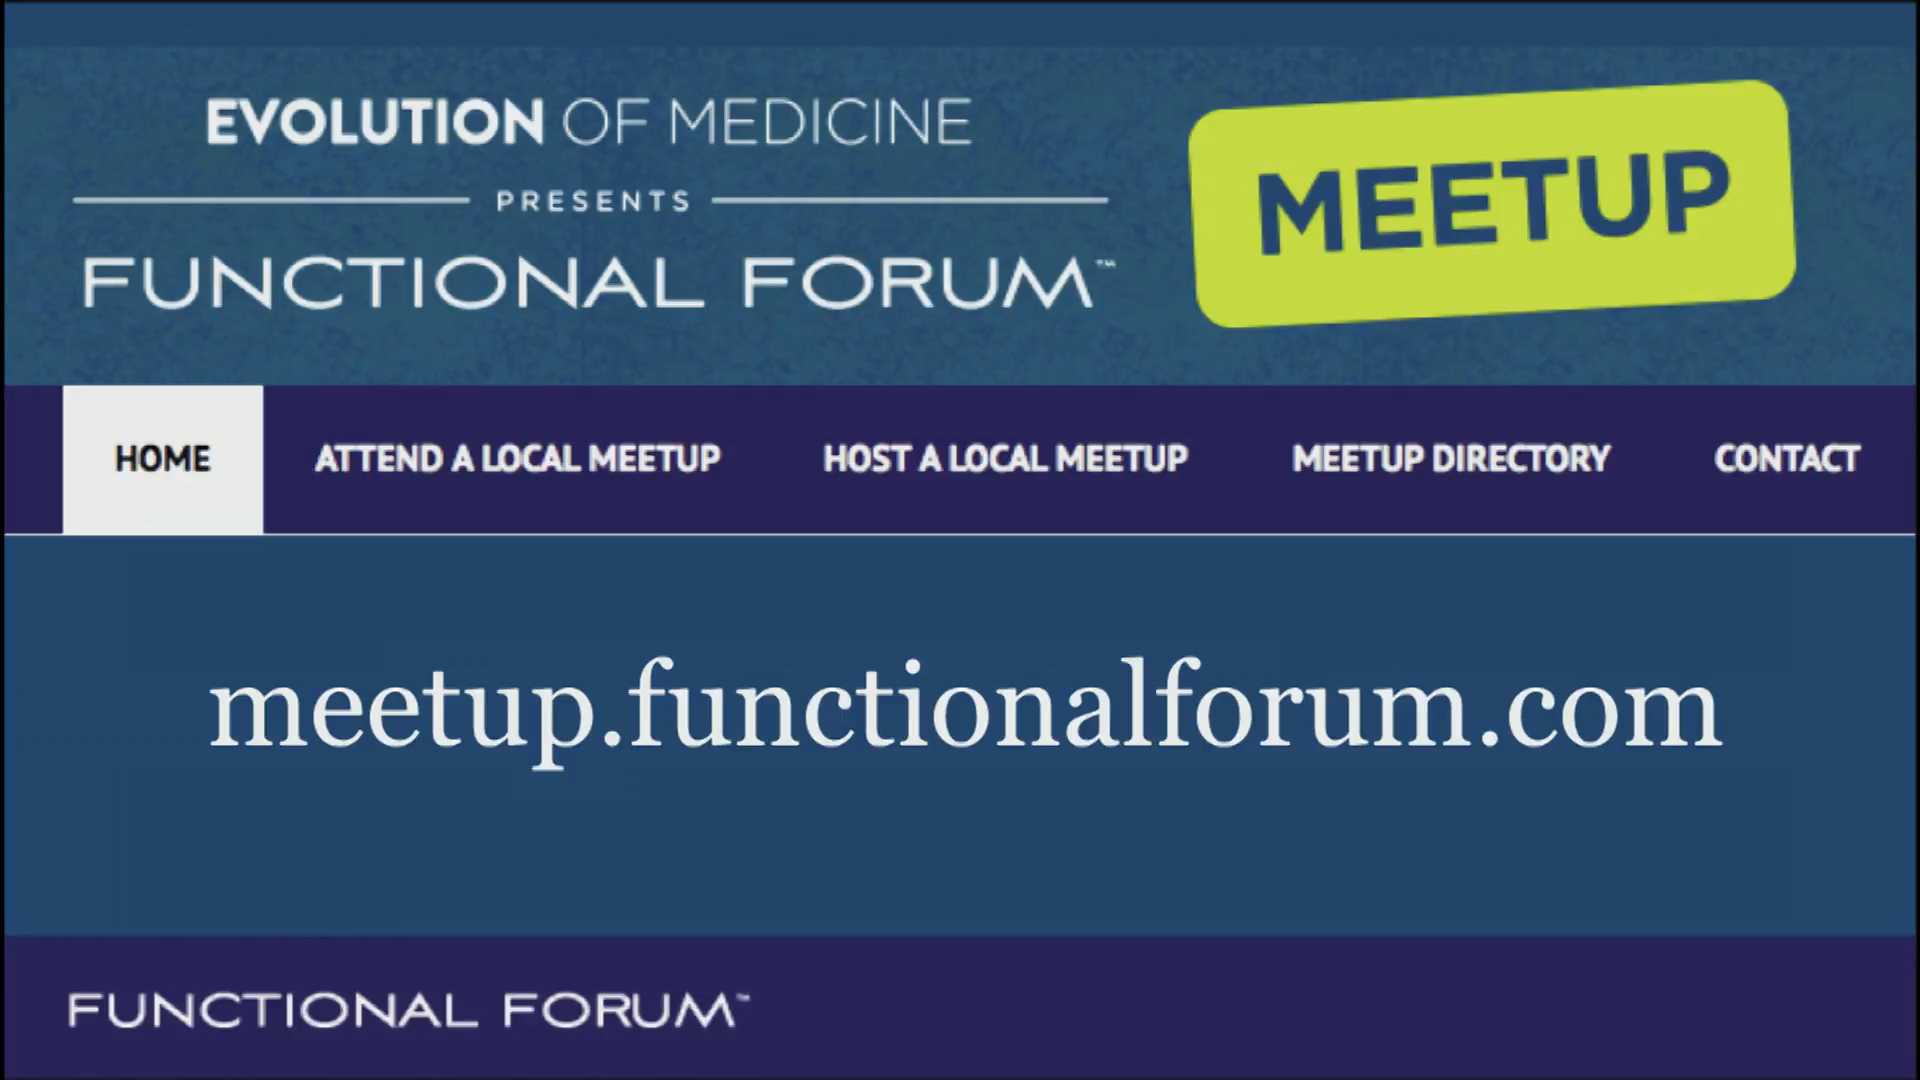 EVOLUTION OF MEDICINE
PRESENTS
FUNCTIONAL FORUM™
MEETUP
HOME ATTEND A LOCAL MEETUP HOST A LOCAL MEETUP MEETUP DIRECTORY CONTACT
meetup.functionalforum.com
FUNCTIONAL FORUM™